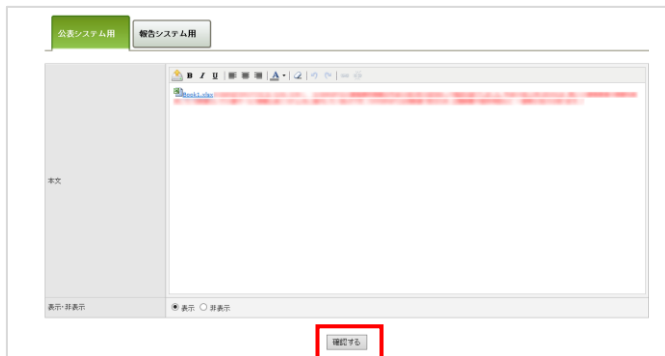 公表システム用
報告システム用
B I U A
Book1.xlsx
本文
表示・非表示
表示 非表示
確認する